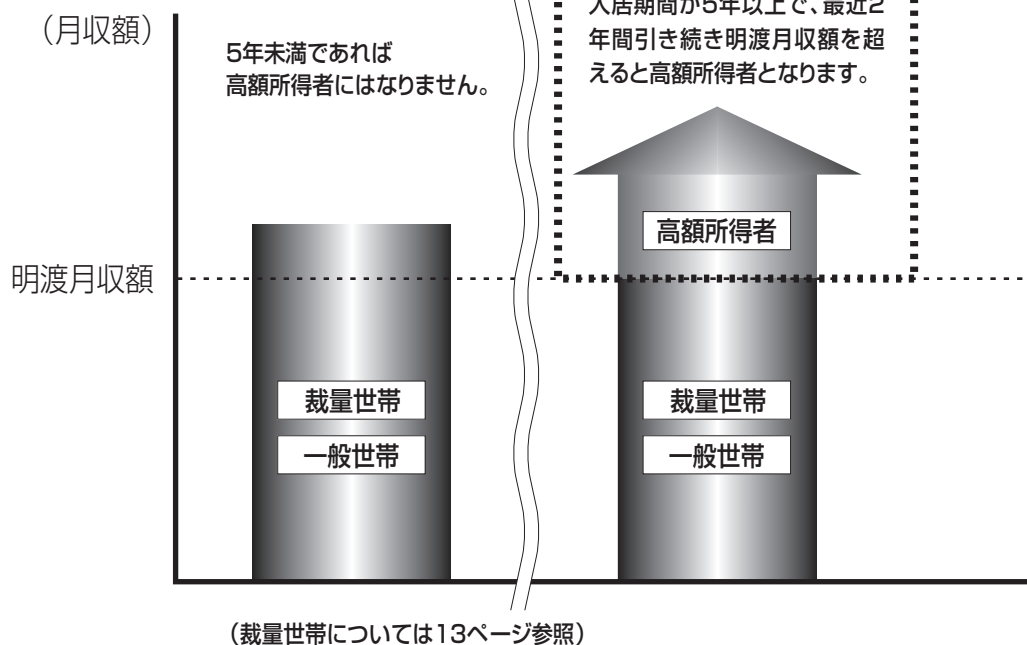 （月収額）
5年未満であれば
高額所得者にはなりません。
入居期間が5年以上で、最近2
年間引き続き明渡月収額を超
えると高額所得者となります。
高額所得者
明渡月収額
裁量世帯
一般世帯
裁量世帯
一般世帯
（裁量世帯については13ページ参照）